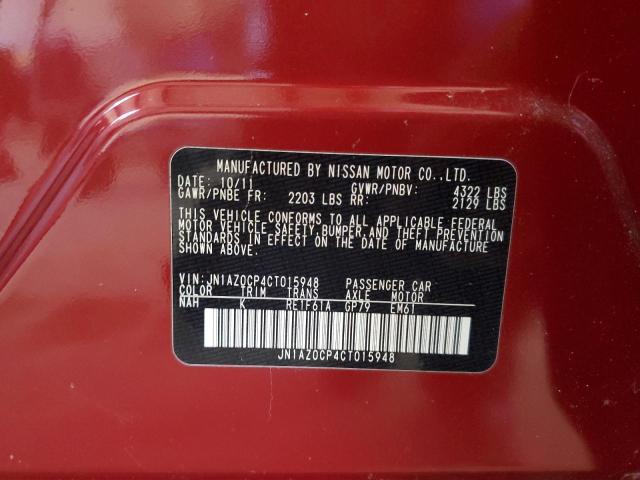 MANUFACTURED BY NISSAN MOTOR CO.,LTD.
DATE: 10/11 GVWR/PNBV: 4322 LBS
GAWR/PNBE FR: 2203 LBS RR: 2129 LBS
THIS VEHICLE CONFORMS TO ALL APPLICABLE FEDERAL
MOTOR VEHICLE SAFETY,BUMPER,AND THEFT PREVENTION
STANDARDS IN EFFECT ON THE DATE OF MANUFACTURE
SHOWN ABOVE.
VIN: JN1AZ0CP4CT015948 PASSENGER CAR
COLOR TRIM TRANS AXLE MOTOR
NAH K RE1F61A GP79 EM61
JN1AZ0CP4CT015948